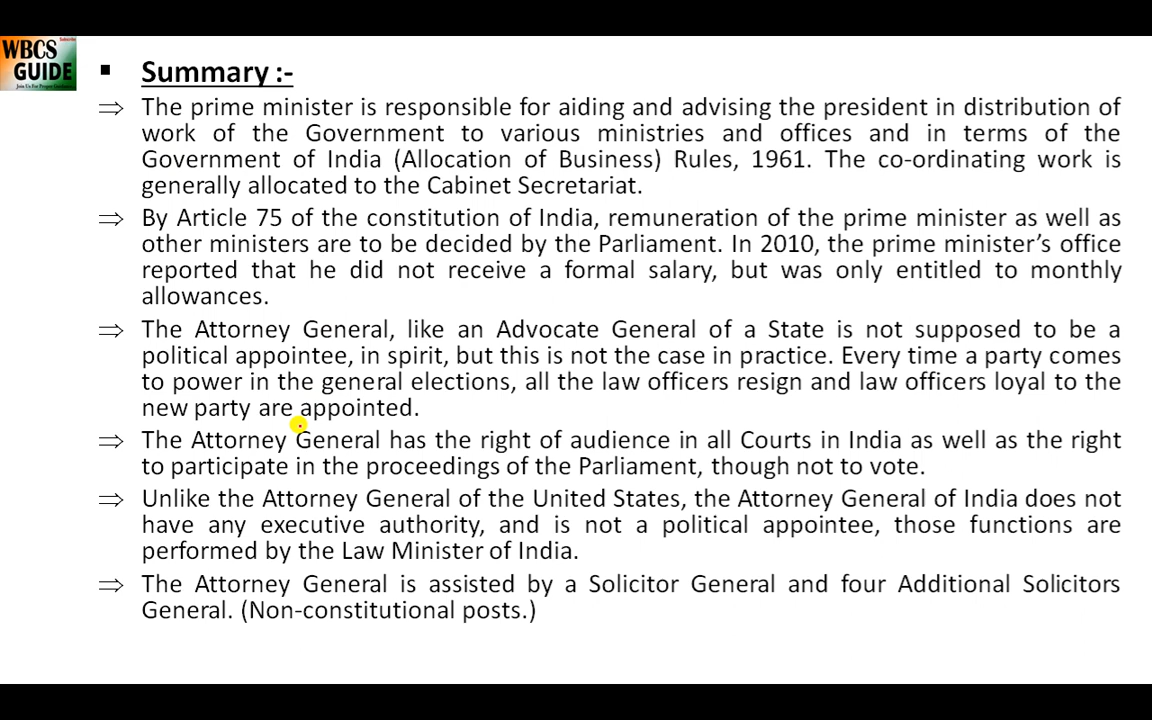 WBCS
GUIDE
Summary :-
⇒ The prime minister is responsible for aiding and advising the president in distribution of
work of the Government to various ministries and offices and in terms of the
Government of India (Allocation of Business) Rules, 1961. The co-ordinating work is
generally allocated to the Cabinet Secretariat.
⇒ By Article 75 of the constitution of India, remuneration of the prime minister as well as
other ministers are to be decided by the Parliament. In 2010, the prime minister's office
reported that he did not receive a formal salary, but was only entitled to monthly
allowances.
⇒ The Attorney General, like an Advocate General of a State is not supposed to be a
political appointee, in spirit, but this is not the case in practice. Every time a party comes
to power in the general elections, all the law officers resign and law officers loyal to the
new party are appointed.
⇒ The Attorney General has the right of audience in all Courts in India as well as the right
to participate in the proceedings of the Parliament, though not to vote.
⇒ Unlike the Attorney General of the United States, the Attorney General of India does not
have any executive authority, and is not a political appointee, those functions are
performed by the Law Minister of India.
⇒ The Attorney General is assisted by a Solicitor General and four Additional Solicitors
General. (Non-constitutional posts.)